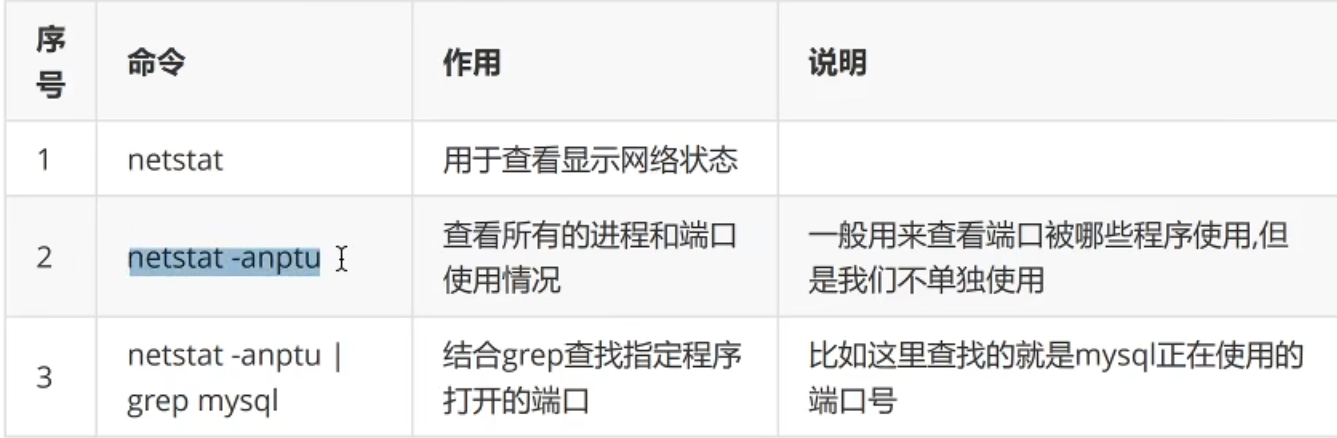 序号 命令 作用 说明
1 netstat 用于查看显示网络状态
2 netstat -anptu 查看所有的进程和端口 一般用来查看端口被哪些程序使用,但
使用情况 是我们不单独使用
3 netstat -anptu | 结合grep查找指定程序 比如这里查找的就是mysql正在使用的
grep mysql 打开的端口 端口号